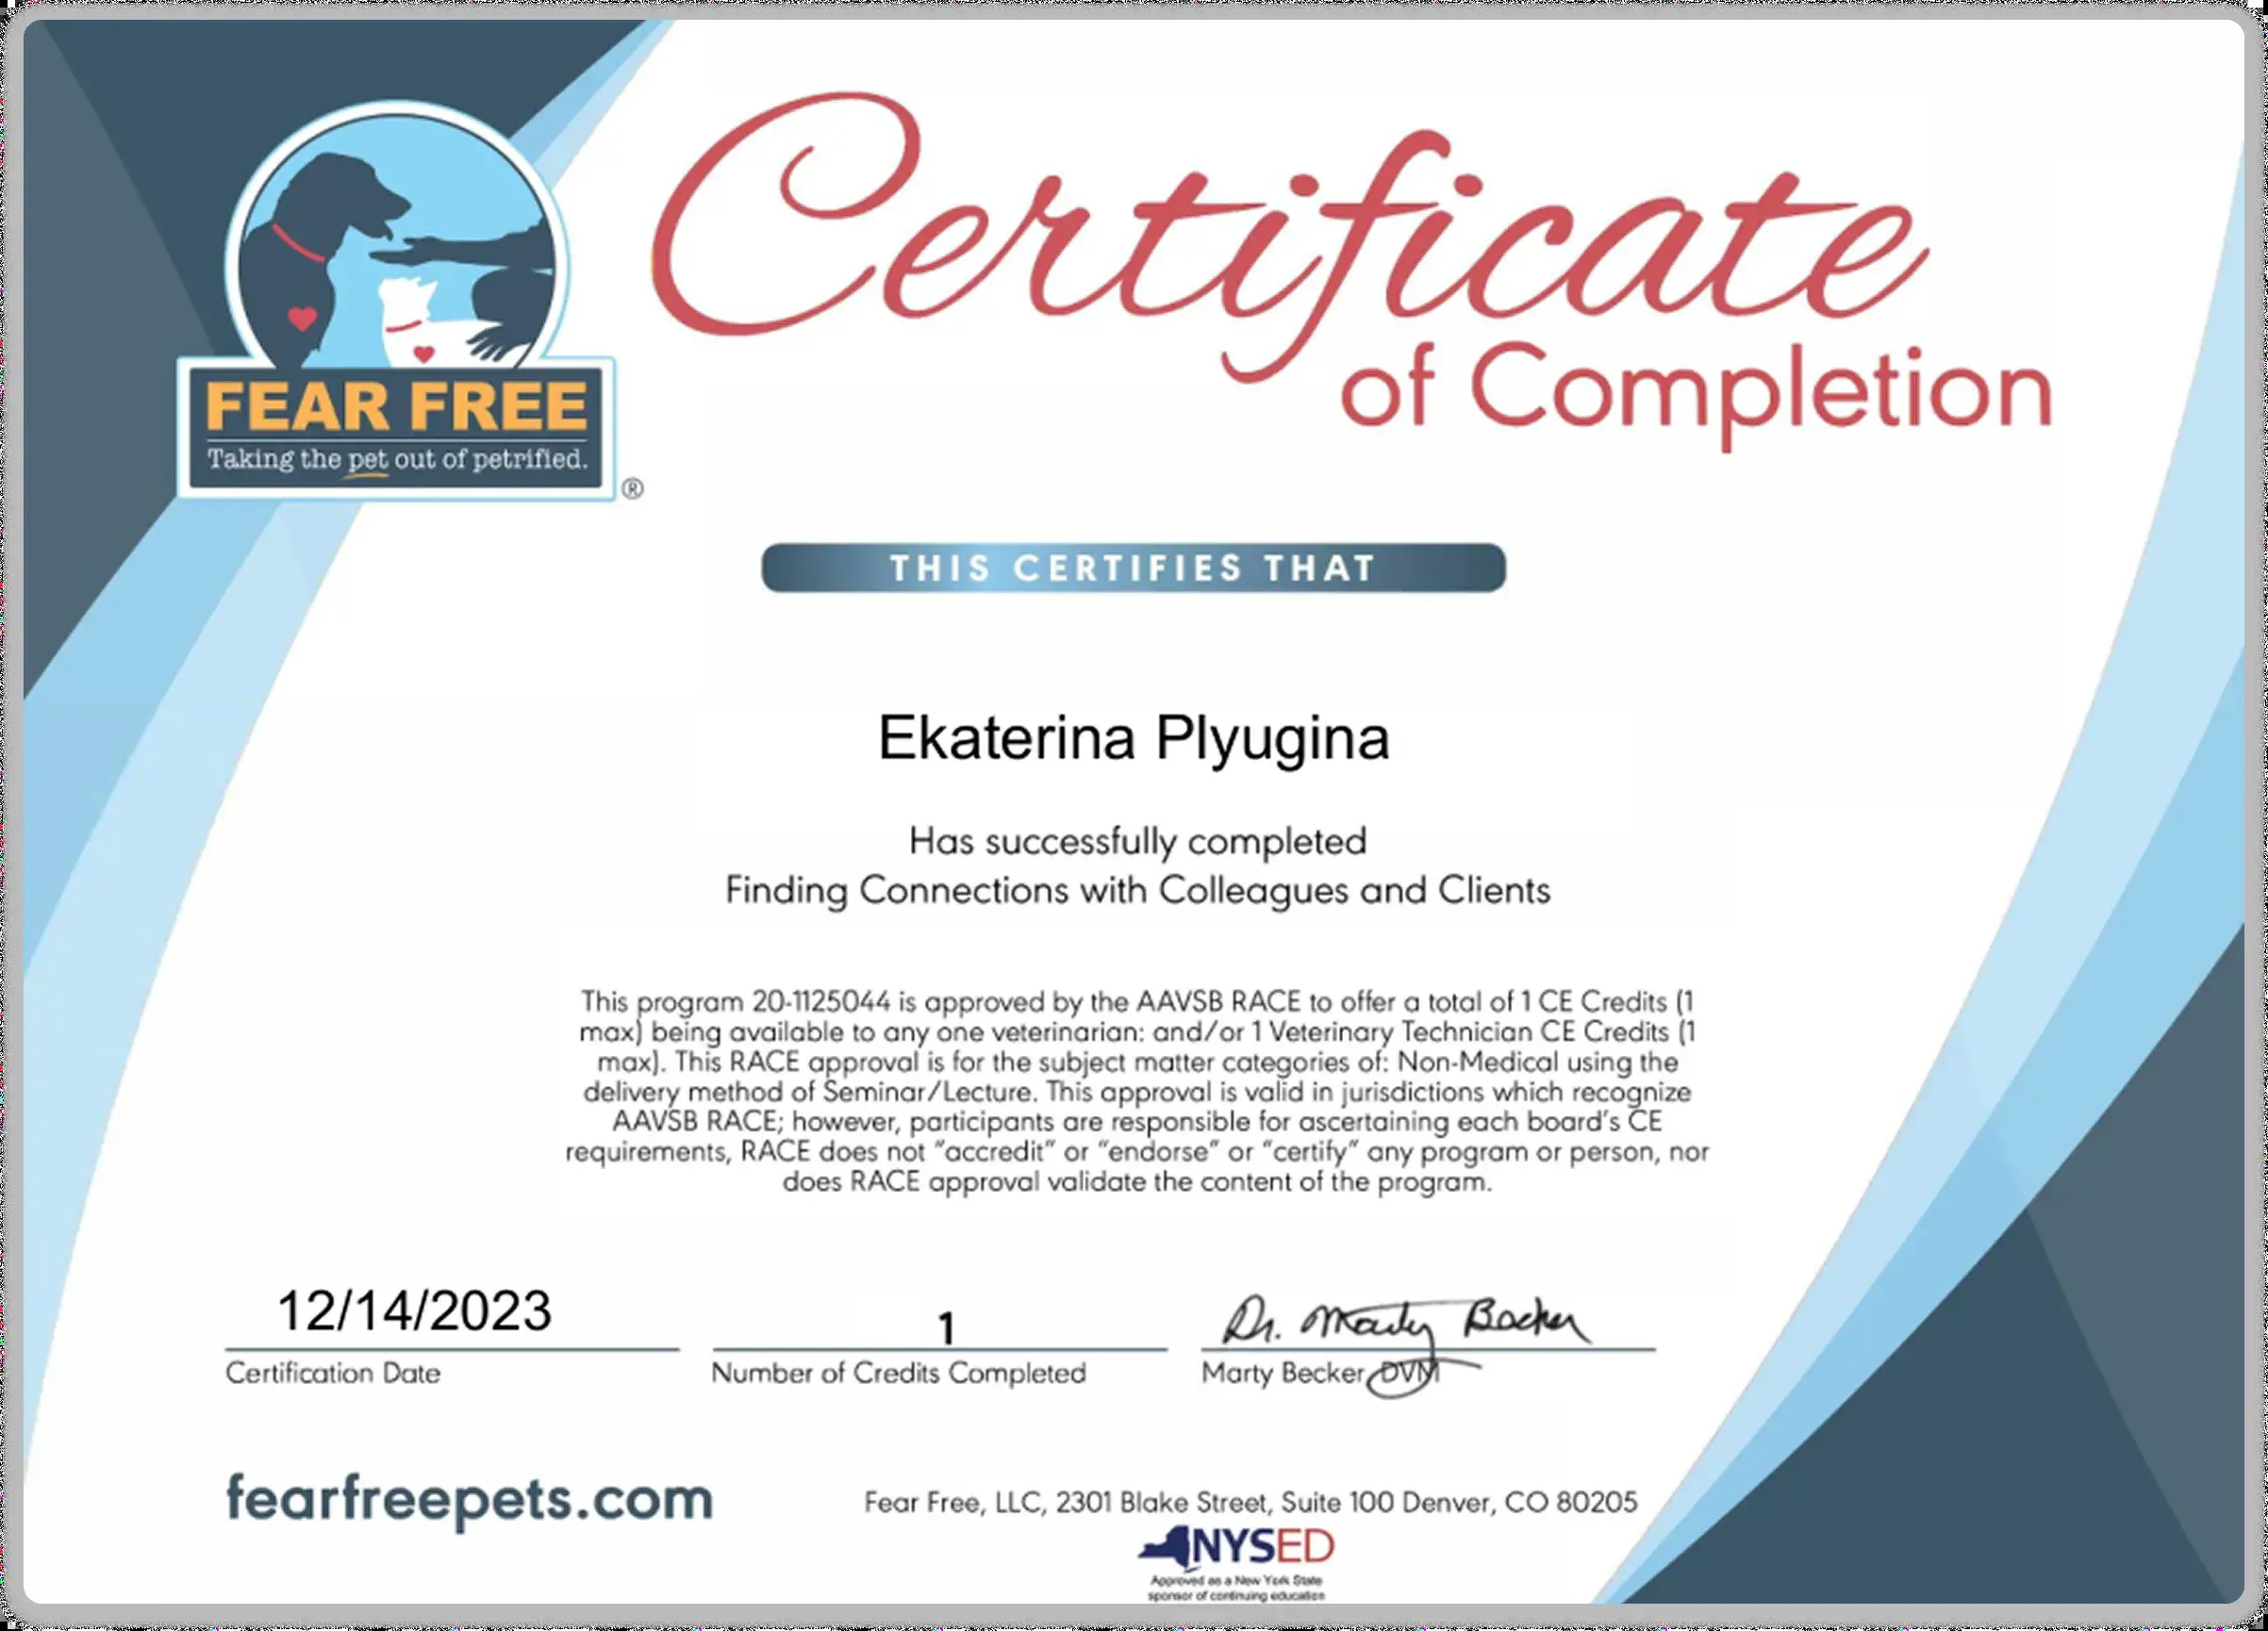 Certificate
of Completion
FEAR FREE
Taking the pet out of petrified.
®
THIS CERTIFIES THAT
Ekaterina Plyugina
Has successfully completed
Finding Connections with Colleagues and Clients
This program 20-1125044 is approved by the AAVSB RACE to offer a total of 1 CE Credits (1
max) being available to any one veterinarian: and/or 1 Veterinary Technician CE Credits (1
max). This RACE approval is for the subject matter categories of: Non-Medical using the
delivery method of Seminar/Lecture. This approval is valid in jurisdictions which recognize
AAVSB RACE; however, participants are responsible for ascertaining each board's CE
requirements, RACE does not "accredit" or "endorse" or "certify" any program or person, nor
does RACE approval validate the content of the program.
12/14/2023
Certification Date
1
Number of Credits Completed
Dr. Marty Becker
Marty Becker DVM
fearfreepets.com
Fear Free, LLC, 2301 Blake Street, Suite 100 Denver, CO 80205
NYSED
Approved as a New York State
sponsor of continuing education